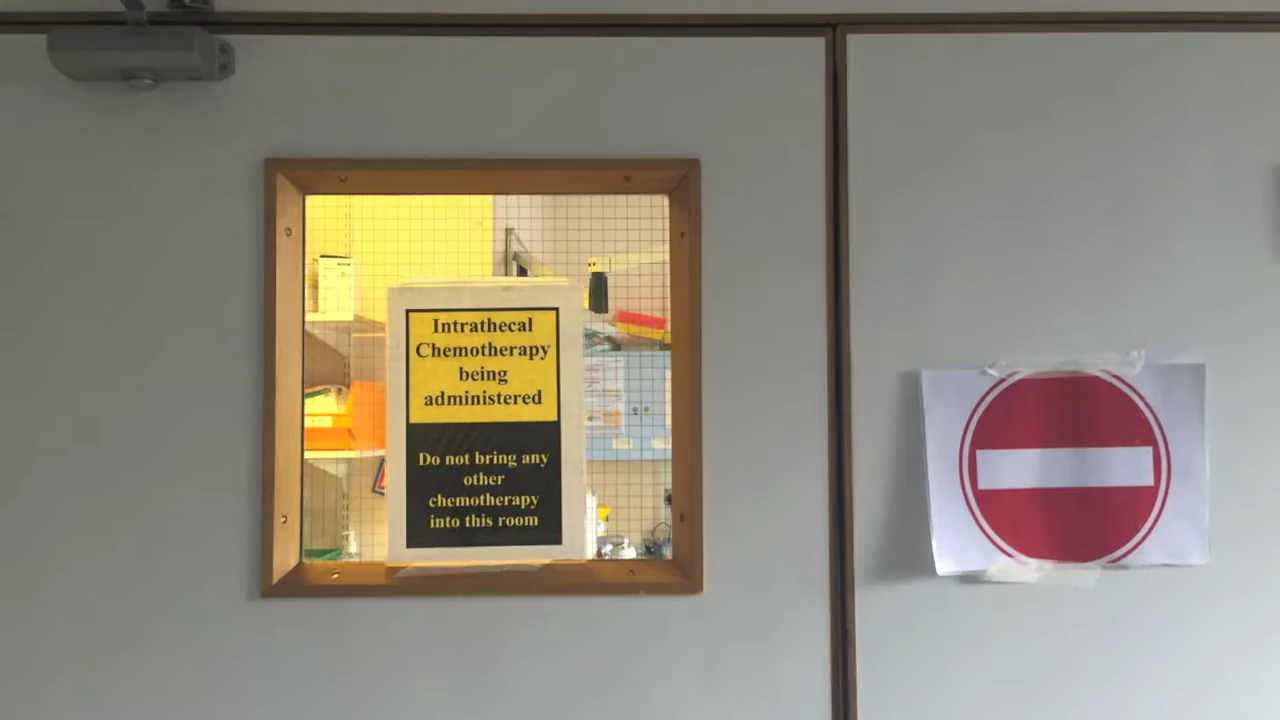 Intrathecal
Chemotherapy
being
administered
Do not bring any
other
chemotherapy
into this room